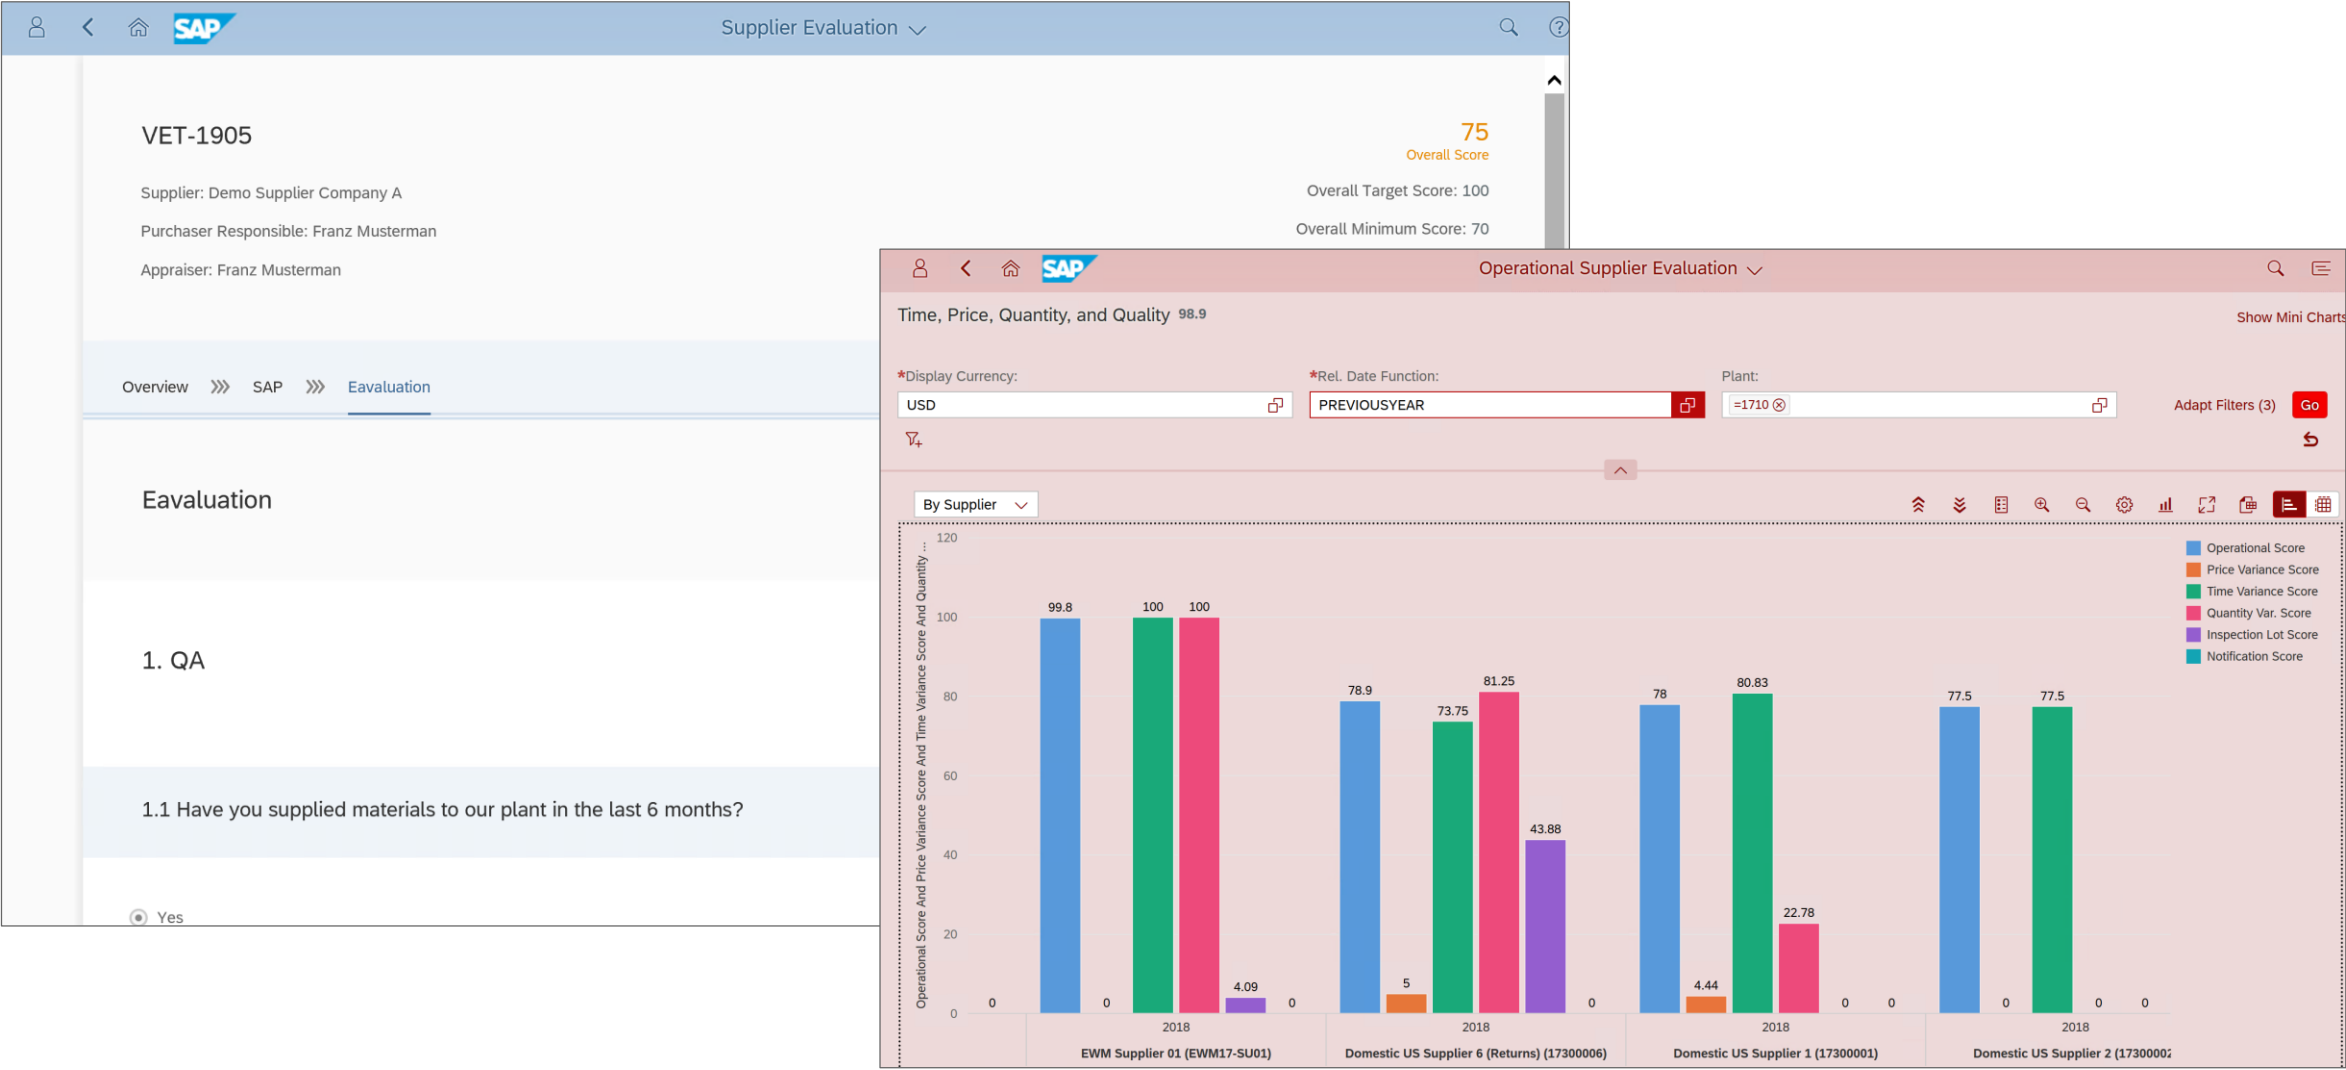 SAP
Supplier Evaluation
VET-1905
75
Overall Score
Supplier: Demo Supplier Company A
Overall Target Score: 100
Purchaser Responsible: Franz Musterman
Overall Minimum Score: 70
Appraiser: Franz Musterman
Overview SAP Eavaluation
Eavaluation
1. QA
1.1 Have you supplied materials to our plant in the last 6 months?
Yes
SAP
Operational Supplier Evaluation
Time, Price, Quantity, and Quality 98.9
Show Mini Charts
*Display Currency:
*Rel. Date Function:
Plant:
USD
PREVIOUSYEAR
=1710
Adapt Filters (3)
Go
By Supplier
Operational Score And Price Variance Score And Time Variance Score And Quantity ...
120
100
80
60
40
20
0
0
99.8
0
100
100
4.09
0
78.9
5
73.75
81.25
43.88
0
78
4.44
80.83
22.78
0
0
77.5
0
77.5
0
0
2018
2018
2018
2018
EWM Supplier 01 (EWM17-SU01)
Domestic US Supplier 6 (Returns) (17300006)
Domestic US Supplier 1 (17300001)
Domestic US Supplier 2 (17300002
Operational Score
Price Variance Score
Time Variance Score
Quantity Var. Score
Inspection Lot Score
Notification Score